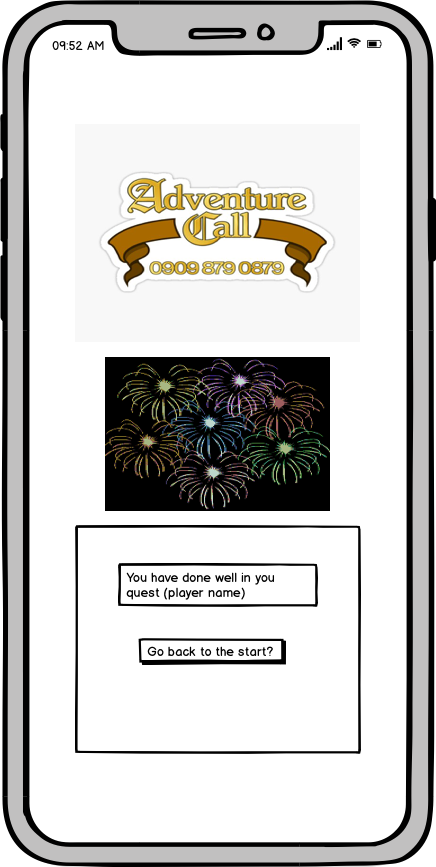 09:52 AM
Adventure
Call
0909 879 0879
You have done well in you
quest (player name)
Go back to the start?